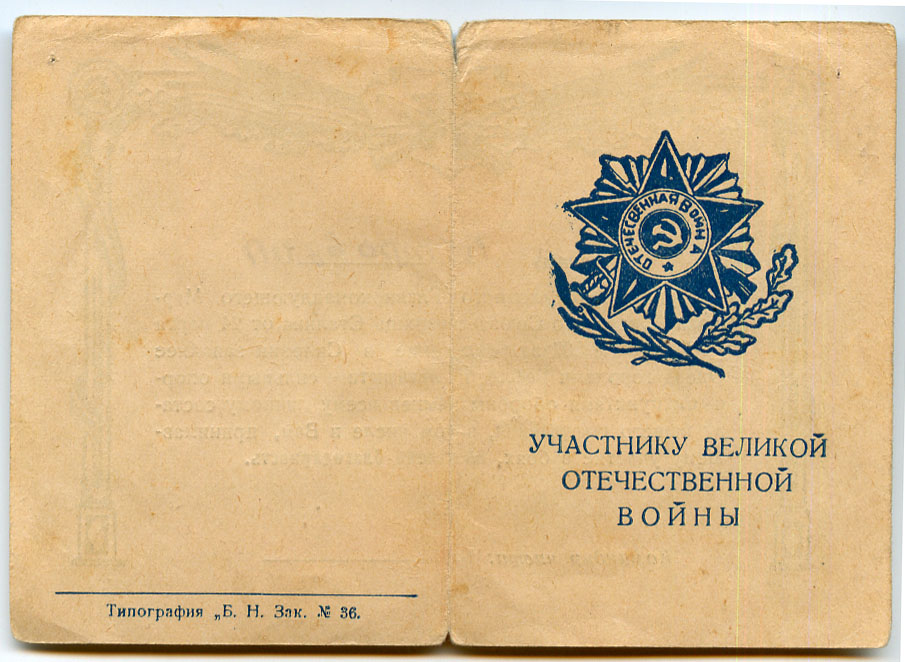 Типография „Б. Н. Зак. № 36.
ОТЕЧЕСТВЕННАЯ ВОЙНА
УЧАСТНИКУ ВЕЛИКОЙ
ОТЕЧЕСТВЕННОЙ
ВОЙНЫ